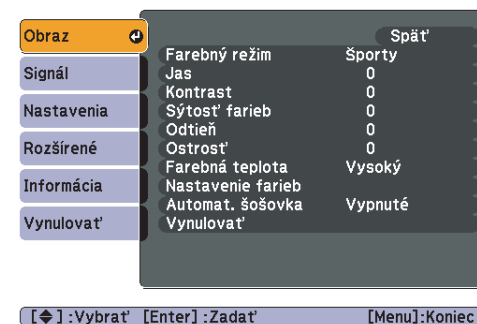 Obraz
Signál
Nastavenia
Rozšírené
Informácia
Vynulovať
Späť
Farebný režim Športy
Jas 0
Kontrast 0
Sýtosť farieb 0
Odtieň 0
Ostrosť 0
Farebná teplota Vysoký
Nastavenie farieb
Automat. šošovka Vypnuté
Vynulovať
[◆] :Vybrať [Enter] :Zadať [Menu]:Koniec